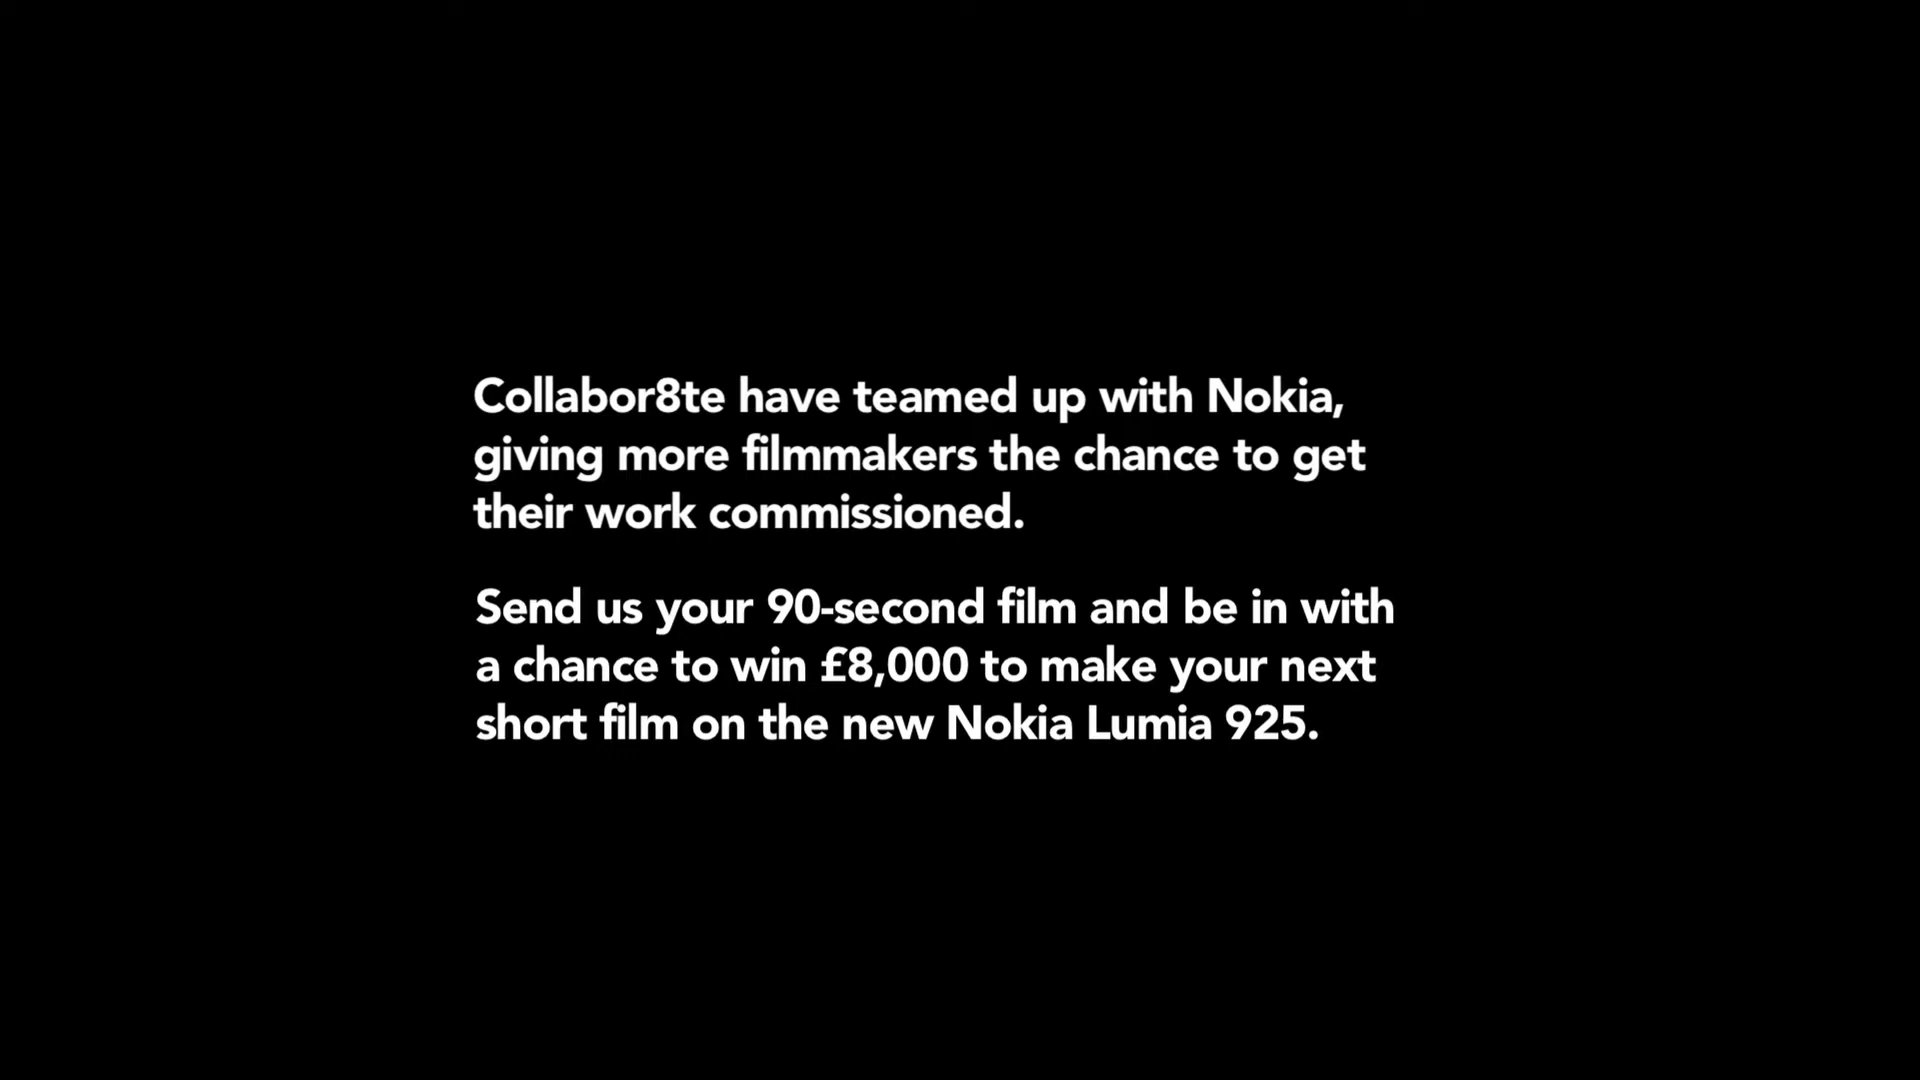 Collabor8te have teamed up with Nokia,
giving more filmmakers the chance to get
their work commissioned.
Send us your 90-second film and be in with
a chance to win £8,000 to make your next
short film on the new Nokia Lumia 925.